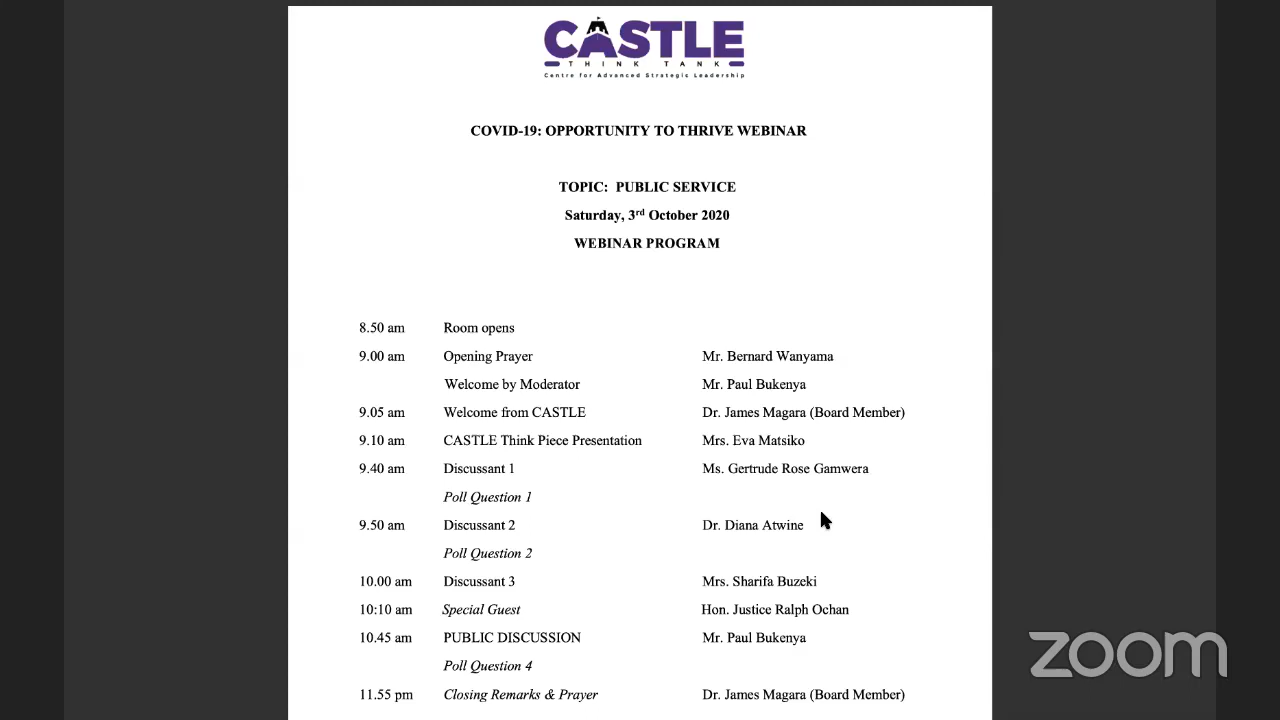 CASTLE
THINK TANK
Centre for Advanced Strategic Leadership
COVID-19: OPPORTUNITY TO THRIVE WEBINAR
TOPIC: PUBLIC SERVICE
Saturday, 3rd October 2020
WEBINAR PROGRAM
8.50 am Room opens
9.00 am Opening Prayer Mr. Bernard Wanyama
Welcome by Moderator Mr. Paul Bukenya
9.05 am Welcome from CASTLE Dr. James Magara (Board Member)
9.10 am CASTLE Think Piece Presentation Mrs. Eva Matsiko
9.40 am Discussant 1 Ms. Gertrude Rose Gamwera
Poll Question 1
9.50 am Discussant 2 Dr. Diana Atwine
Poll Question 2
10.00 am Discussant 3 Mrs. Sharifa Buzeki
10:10 am Special Guest Hon. Justice Ralph Ochan
10.45 am PUBLIC DISCUSSION Mr. Paul Bukenya
Poll Question 4
11.55 pm Closing Remarks & Prayer Dr. James Magara (Board Member)
zoom